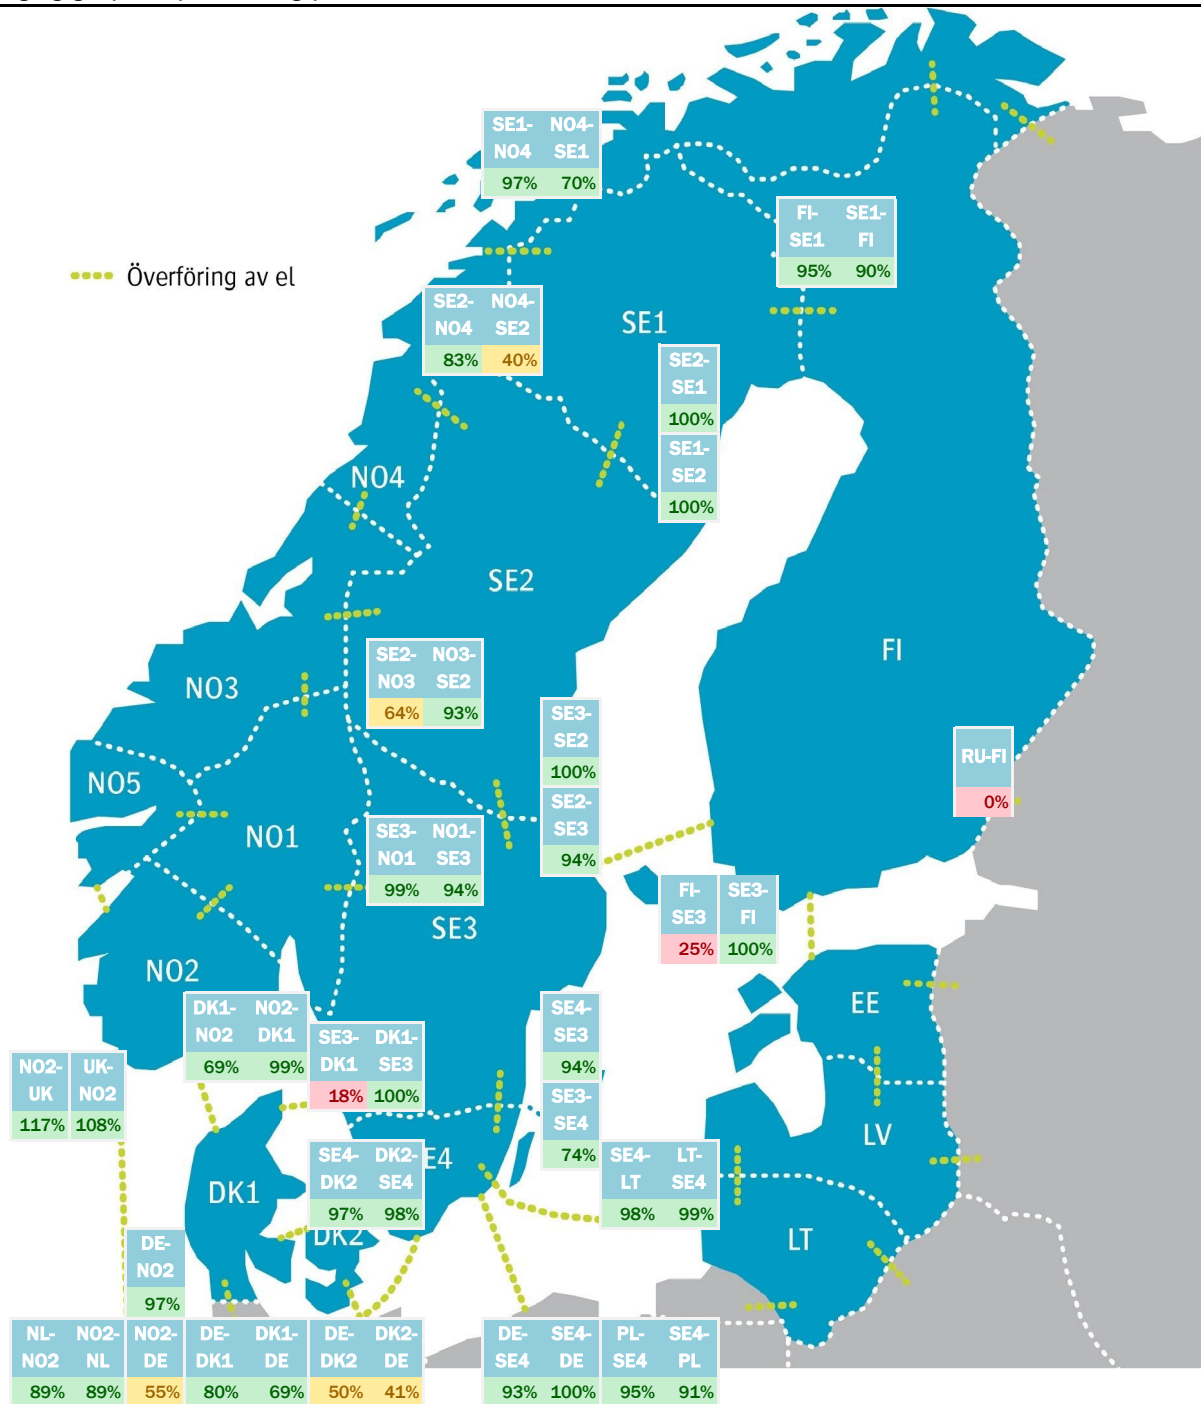 SE1- NO4-
NO4 SE1
97% 70%
FI- SE1-
SE1 FI
95% 90%
Överföring av el
SE2- NO4-
NO4 SE2
83% 40%
SE1
SE2-
SE1
100%
SE1-
SE2
100%
NO4
SE2
FI
SE2- NO3-
NO3 SE2
64% 93%
NO3
SE3-
SE2
100%
SE2-
SE3
94%
RU-FI
0%
NO5
NO1
SE3- NO1-
NO1 SE3
99% 94%
FI- SE3-
SE3 FI
25% 100%
SE3
NO2
EE
DK1- NO2-
NO2 DK1
69% 99%
SE3- DK1-
DK1 SE3
18% 100%
SE4-
SE3
94%
SE3-
SE4
74%
NO2- UK-
UK NO2
117% 108%
LV
SE4- DK2-
DK2 SE4
97% 98%
E4
SE4- LT-
LT SE4
98% 99%
DK1
DK2
LT
DE-
NO2
97%
NL- NO2- NO2- DE- DK1- DE- DK2-
NO2 NL DE DK1 DE DK2 DE
89% 89% 55% 80% 69% 50% 41%
DE- SE4- PL- SE4-
SE4 DE SE4 PL
93% 100% 95% 91%